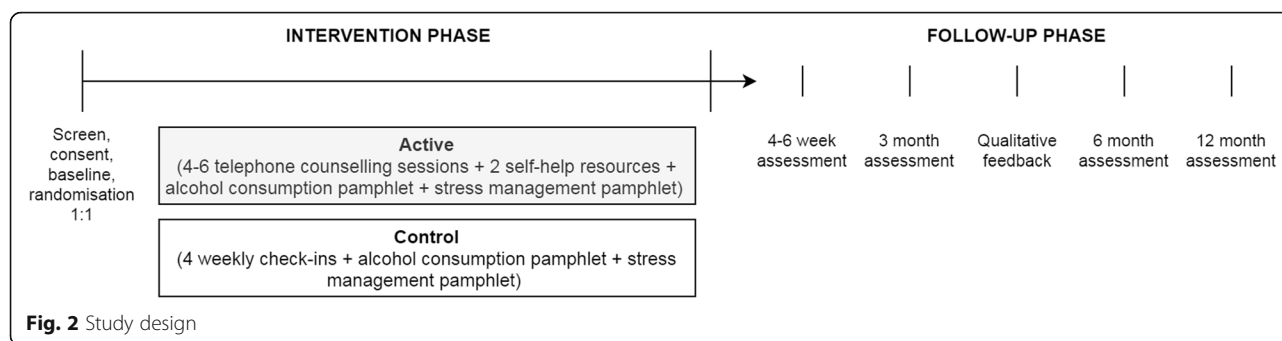 INTERVENTION PHASE
FOLLOW-UP PHASE
Screen,
consent,
baseline,
randomisation
1:1
Active
(4-6 telephone counselling sessions + 2 self-help resources +
alcohol consumption pamphlet + stress management pamphlet)
Control
(4 weekly check-ins + alcohol consumption pamphlet + stress
management pamphlet)
4-6 week
assessment
3 month
assessment
Qualitative
feedback
6 month
assessment
12 month
assessment
Fig. 2 Study design